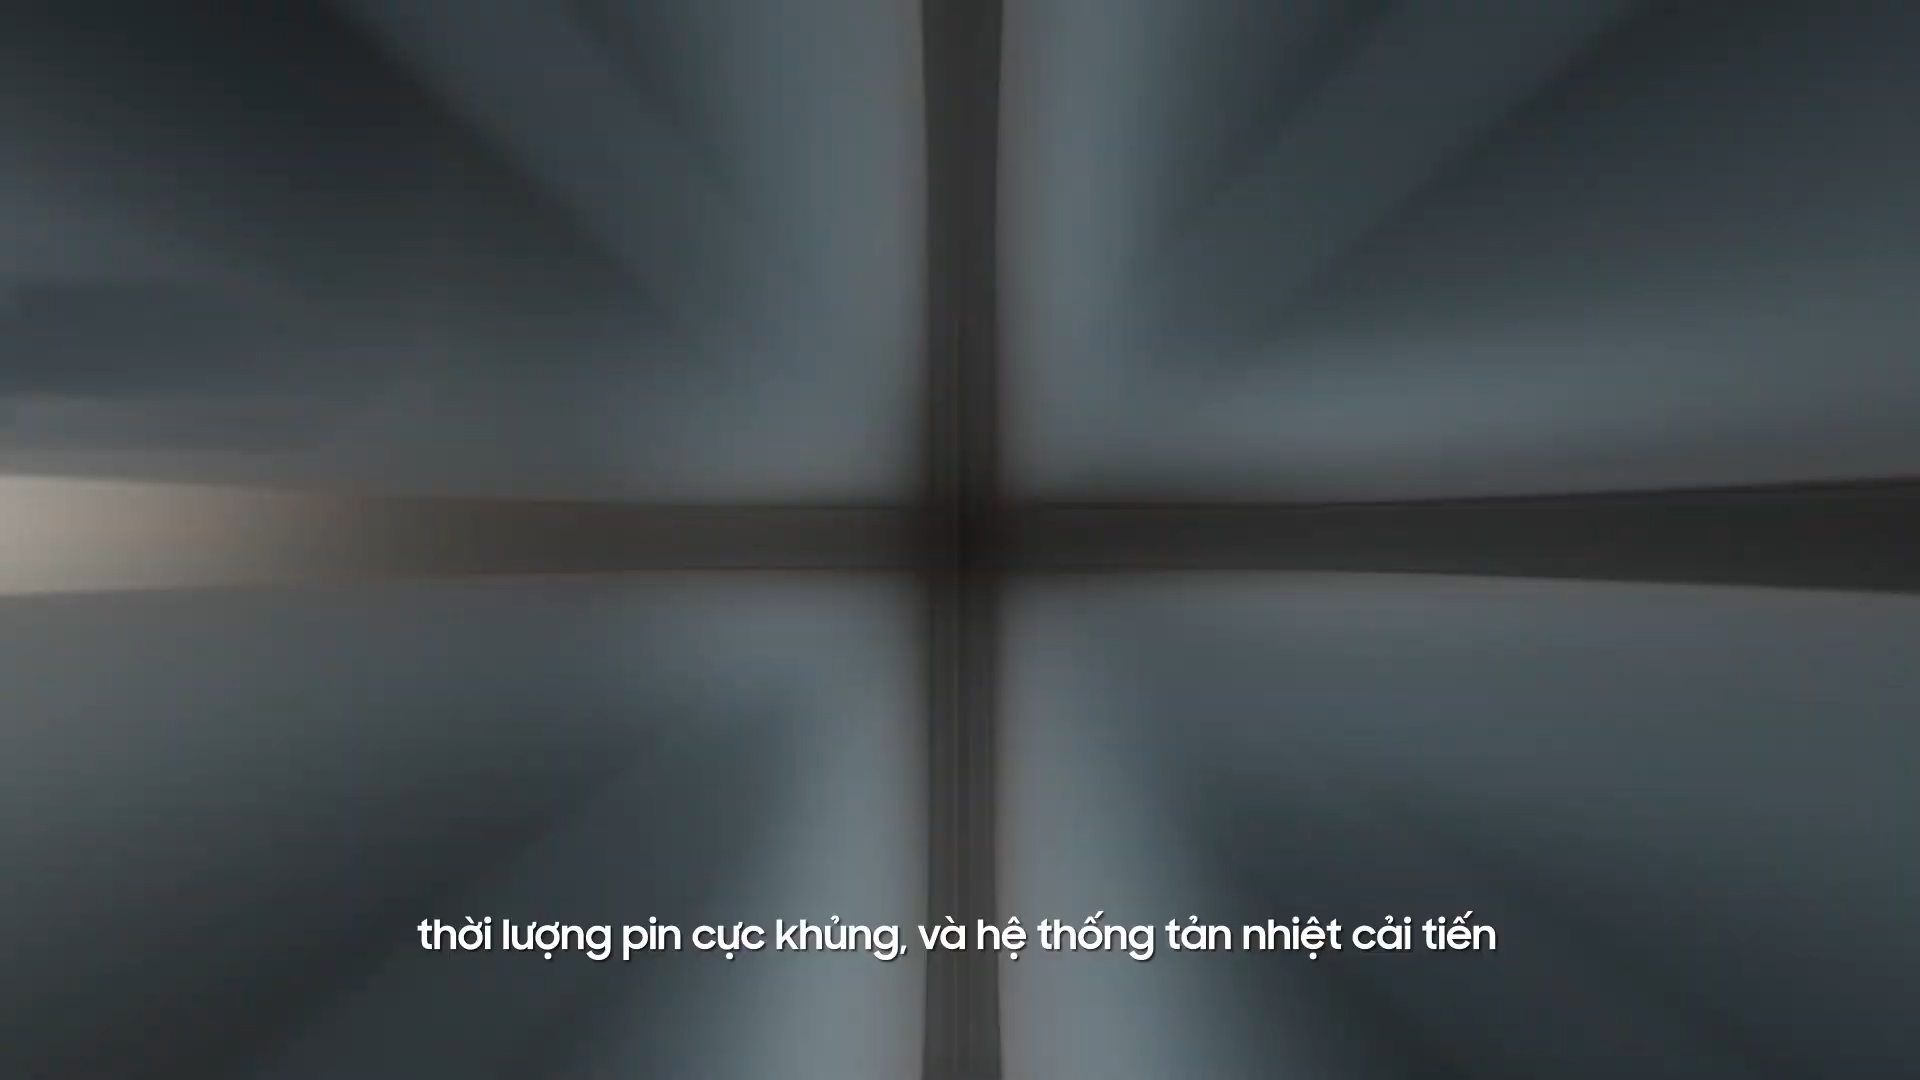 thời lượng pin cực khủng, và hệ thống tản nhiệt cải tiến